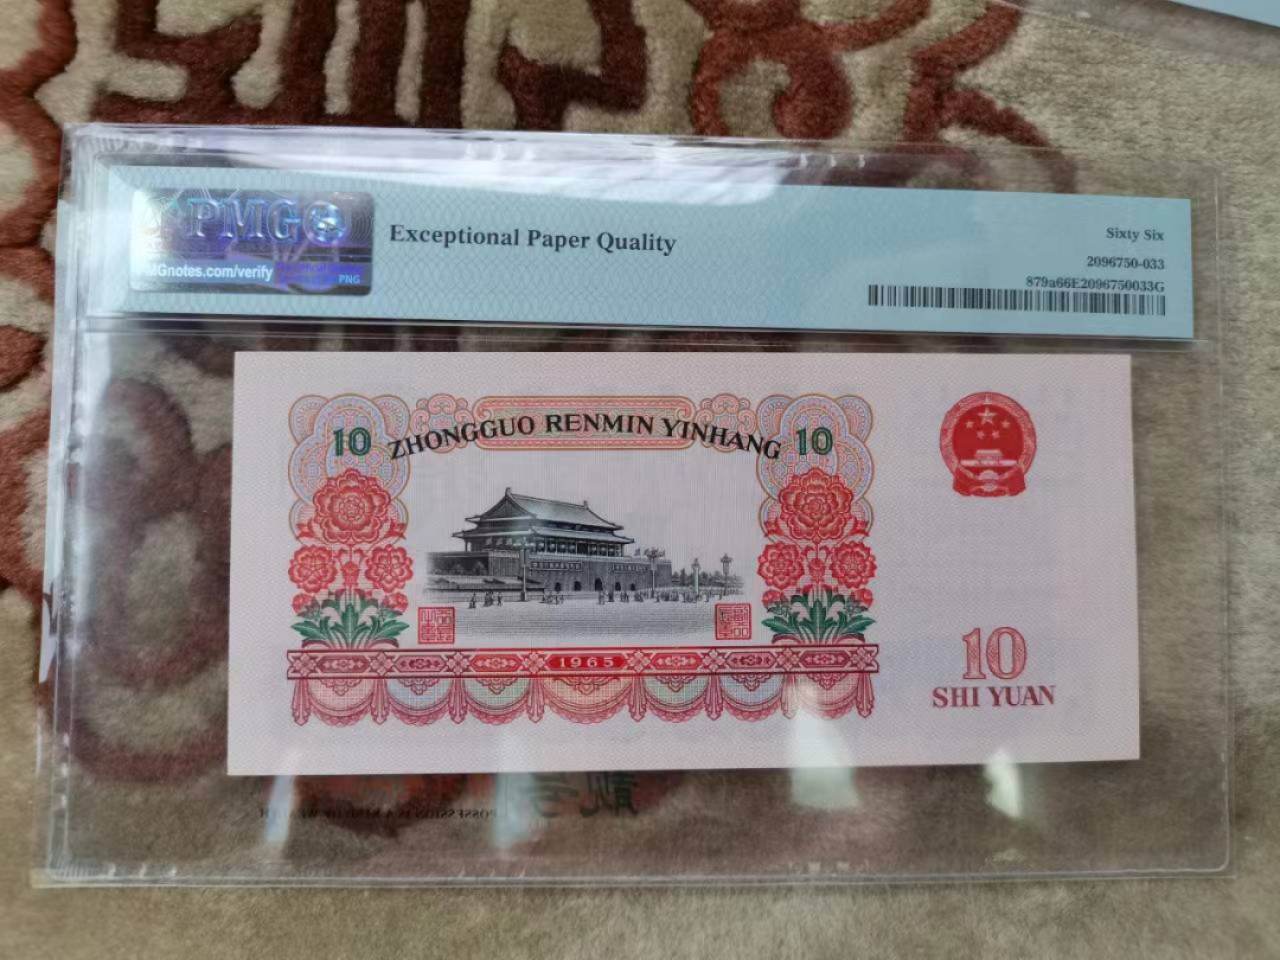 PMG
Exceptional Paper Quality
Sixty Six
2096750-033
879a66E2096750033G
PMGnotes.com/verify
PNG
ZHONGGUO RENMIN YINHANG
10
10
1965
10
SHI YUAN